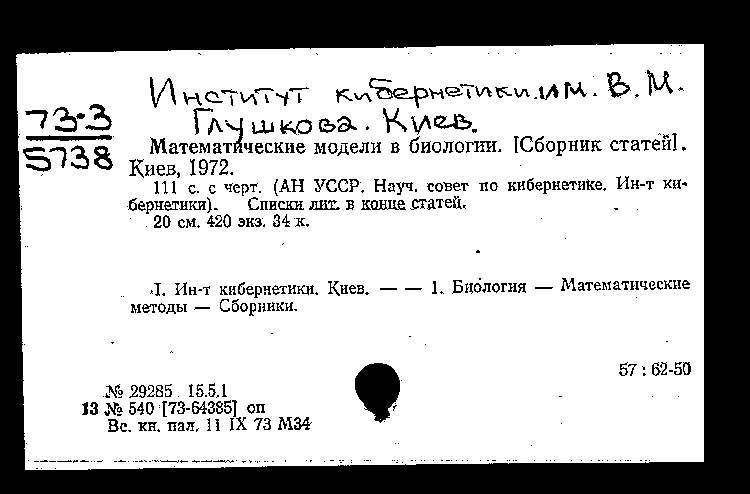 Институт кибернетики им. В. М.
Глушкова. Киев.
73-3
5738
Математические модели в биологии. [Сборник статей].
Киев, 1972.
111 с. с черт. (АН УССР. Науч. совет по кибернетике. Ин-т ки-
бернетики). Списки лит. в конце статей.
20 см. 420 экз. 34 к.
I. Ин-т кибернетики. Киев. — — 1. Биология — Математические
методы — Сборники.
57 : 62-50
№ 29285 15.5.1
13 № 540 [73-64385] оп
Вс. кн. пал. 11 IX 73 М34